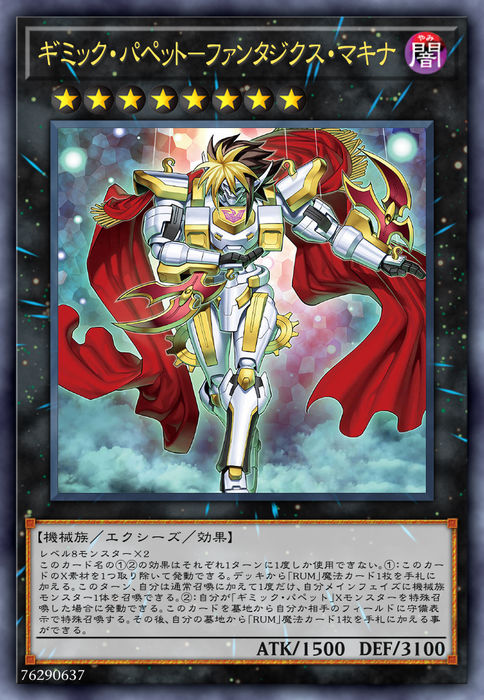 ギミック・パペットーファンタジクス・マキナ
やみ
闇
【機械族／エクシーズ／効果】
レベル8モンスター×2
このカード名の①②の効果はそれぞれ1ターンに1度しか使用できない。①:このカー
ドのX素材を1つ取り除いて発動できる。デッキから「RUM」魔法カード1枚を手札に
加える。このターン、自分は通常召喚に加えて1度だけ、自分メインフェイズに機械族
モンスター1体を召喚できる。②:自分が「ギミック・パペット」Xモンスターを特殊召
喚した場合に発動できる。このカードを墓地から自分か相手のフィールドに守備表
示で特殊召喚する。その後、自分の墓地から「RUM」魔法カード1枚を手札に加える事
ができる。
ATK/1500 DEF/3100
76290637